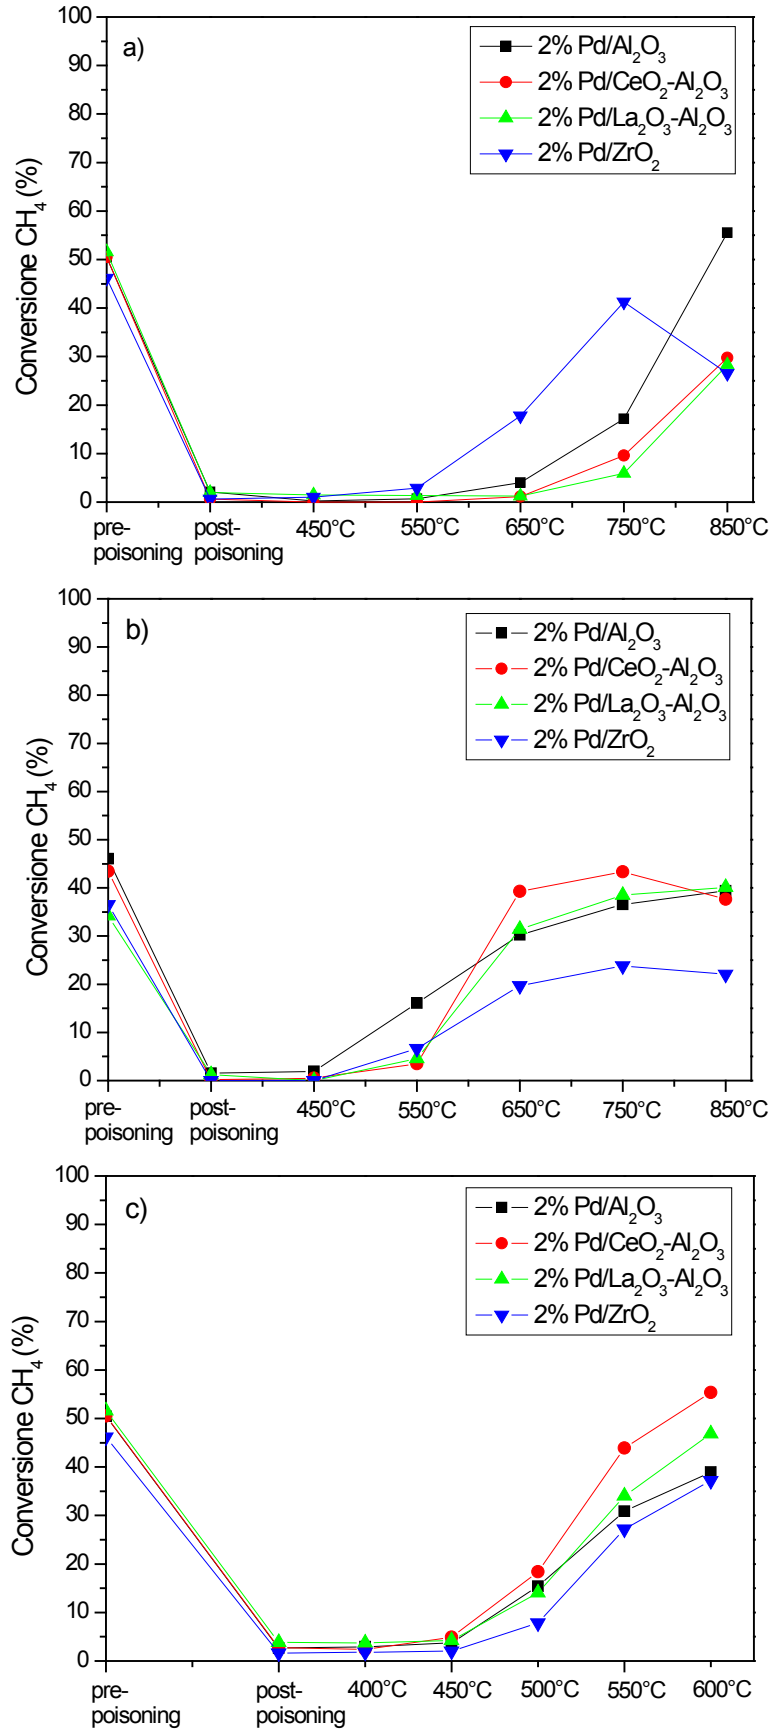 100
90
80
70
60
50
40
30
20
10
0
Conversione CH₄ (%)
a)
2% Pd/Al₂O₃
2% Pd/CeO₂-Al₂O₃
2% Pd/La₂O₃-Al₂O₃
2% Pd/ZrO₂
pre-
poisoning
post-
poisoning
450°C
550°C
650°C
750°C
850°C
100
90
80
70
60
50
40
30
20
10
0
Conversione CH₄ (%)
b)
2% Pd/Al₂O₃
2% Pd/CeO₂-Al₂O₃
2% Pd/La₂O₃-Al₂O₃
2% Pd/ZrO₂
pre-
poisoning
post-
poisoning
450°C
550°C
650°C
750°C
850°C
100
90
80
70
60
50
40
30
20
10
0
Conversione CH₄ (%)
c)
2% Pd/Al₂O₃
2% Pd/CeO₂-Al₂O₃
2% Pd/La₂O₃-Al₂O₃
2% Pd/ZrO₂
pre-
poisoning
post-
poisoning
400°C
450°C
500°C
550°C
600°C